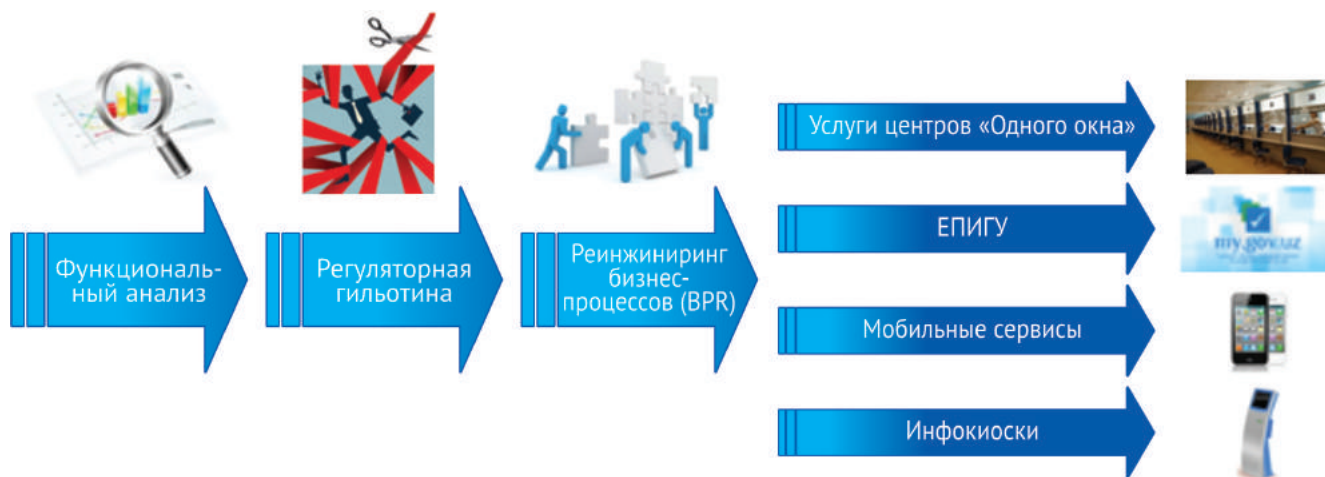 Функциональ-
ный анализ
Регуляторная
гильотина
Реинжиниринг
бизнес-
процессов (BPR)
Услуги центров «Одного окна»
ЕПИГУ
my.gov.uz
Мобильные сервисы
Инфокиоски